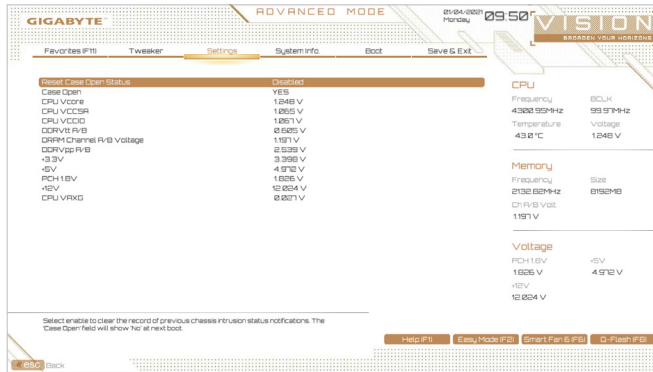 GIGABYTE™
ADVANCED MODE
01/04/2021
Monday
09:50
VISION
BROADEN YOUR HORIZONS
Favorites (F11)
Tweaker
Settings
System Info.
Boot
Save & Exit
Reset Case Open Status Disabled
Case Open YES
CPU Vcore 1.248 V
CPU VCCSA 1.065 V
CPU VCCIO 1.067 V
DDRVtt A/B 0.605 V
DRAM Channel A/B Voltage 1.197 V
DDRVpp A/B 2.539 V
+3.3V 3.398 V
+5V 4.972 V
PCH 1.8V 1.826 V
+12V 12.024 V
CPU VAXG 0.027 V
CPU
Frequency BCLK
4300.95MHz 99.97MHz
Temperature Voltage
43.0 °C 1.248 V
Memory
Frequency Size
2132.82MHz 8192MB
Ch A/B Volt
1.197 V
Voltage
PCH 1.8V +5V
1.826 V 4.972 V
+12V
12.024 V
Select enable to clear the record of previous chassis intrusion status notifications. The
'Case Open' field will show 'No' at next boot.
Help (F1)
Easy Mode (F2)
Smart Fan 6 (F6)
Q-Flash (F8)
esc Back